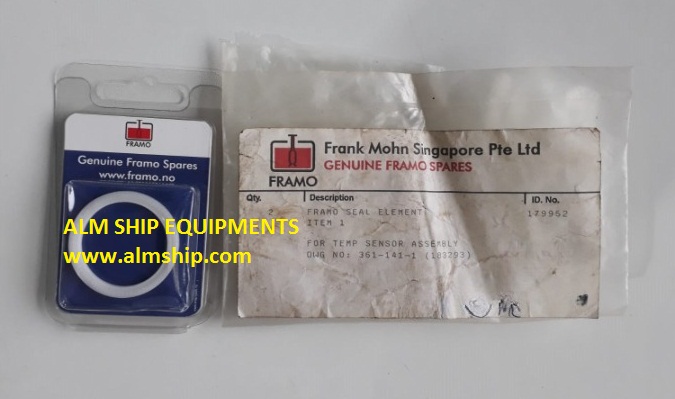 FRAMO
Genuine Framo Spares
www.framo.no
FRAMO
Frank Mohn Singapore Pte Ltd
GENUINE FRAMO SPARES
Qty. Description ID. No.
2 FRAMO SEAL ELEMENT 179952
ITEM 1
FOR TEMP SENSOR ASSEMBLY
DWG NO: 361-141-1 (183293)
ALM SHIP EQUIPMENTS
www.almship.com